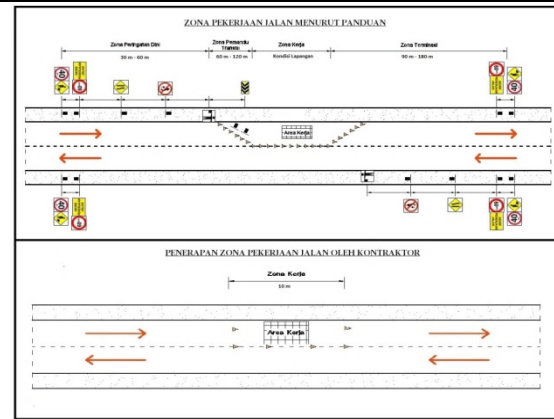 ZONA PEKERJAAN JALAN MENURUT PANDUAN
Zona Peringatan Dini
Zona Pemandu Transisi
Zona Kerja
Zona Terminasi
30 m - 60 m
60 m - 120 m
Kondisi Lapangan
90 m - 180 m
Area Kerja
PENERAPAN ZONA PEKERJAAN JALAN OLEH KONTRAKTOR
Zona Kerja
10 m
Area Kerja